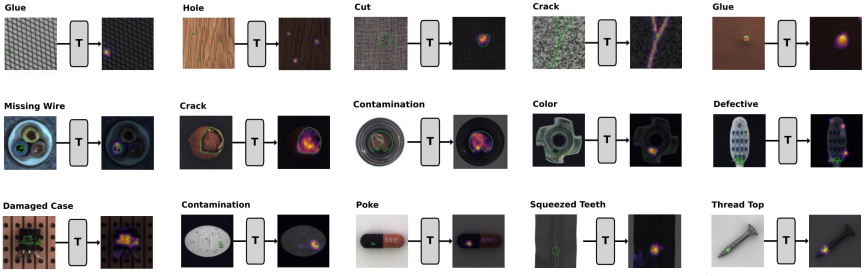 Glue Hole Cut Crack Glue
T T T T T
Missing Wire Crack Contamination Color Defective
T T T T T
Damaged Case Contamination Poke Squeezed Teeth Thread Top
T T T T T